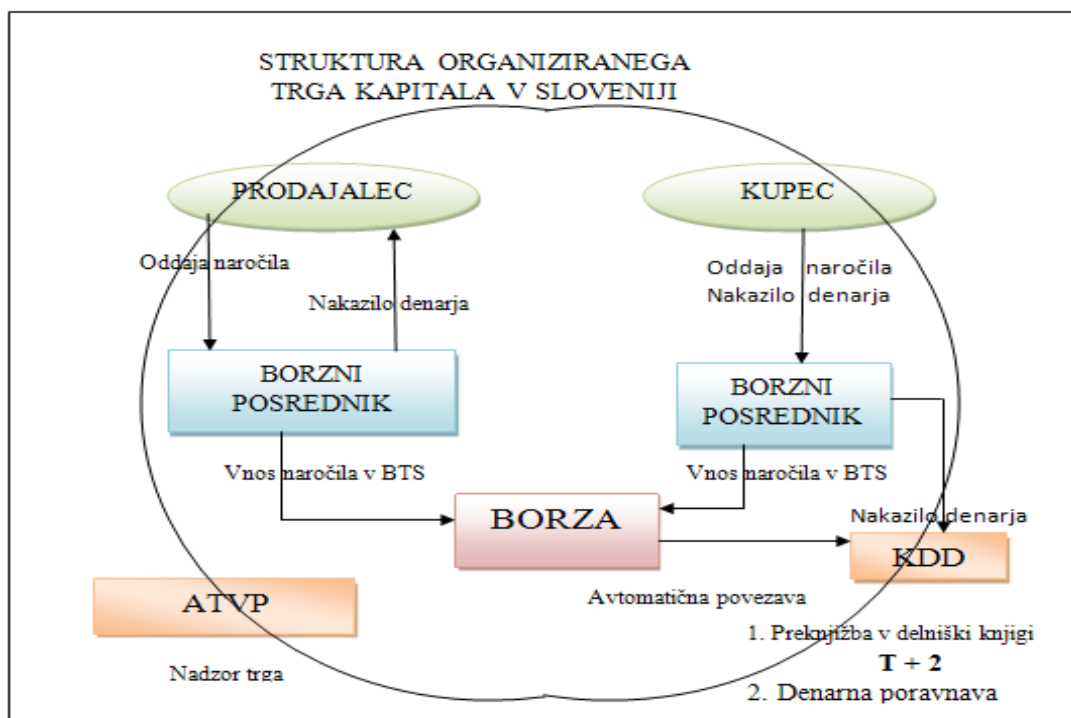 STRUKTURA ORGANIZIRANEGA
TRGA KAPITALA V SLOVENIJI
PRODAJALEC
KUPEC
Oddaja naročila
Nakazilo denarja
Oddaja naročila
Nakazilo denarja
BORZNI
POSREDNIK
BORZNI
POSREDNIK
Vnos naročila v BTS
Vnos naročila v BTS
BORZA
Nakazilo denarja
KDD
ATVP
Avtomatična povezava
Nadzor trga
1. Preknjižba v delniški knjigi
T + 2
2. Denarna poravnava